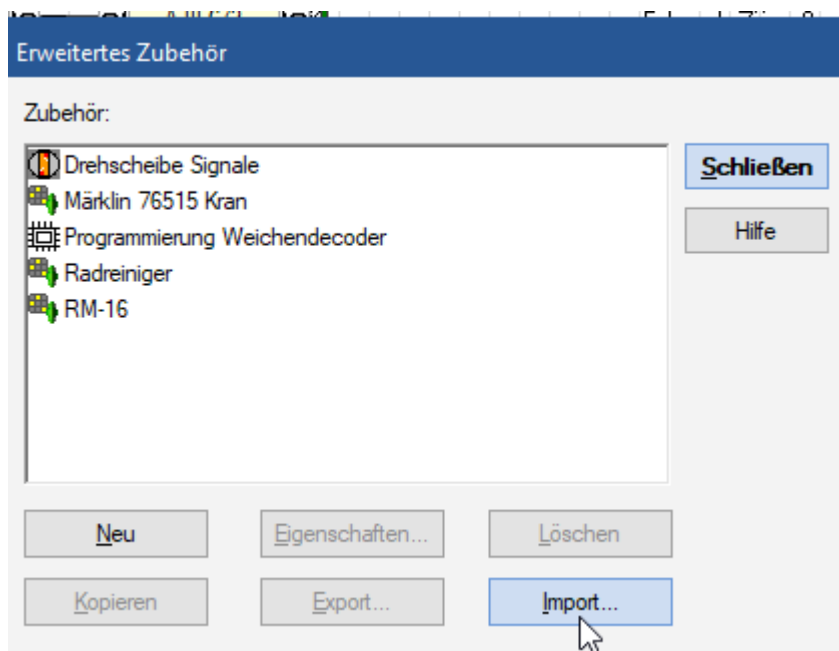 Erweitertes Zubehör
Zubehör:
Drehscheibe Signale
Märklin 76515 Kran
Programmierung Weichendecoder
Radreiniger
RM-16
Schließen
Hilfe
Neu
Eigenschaften...
Löschen
Kopieren
Export...
Import...